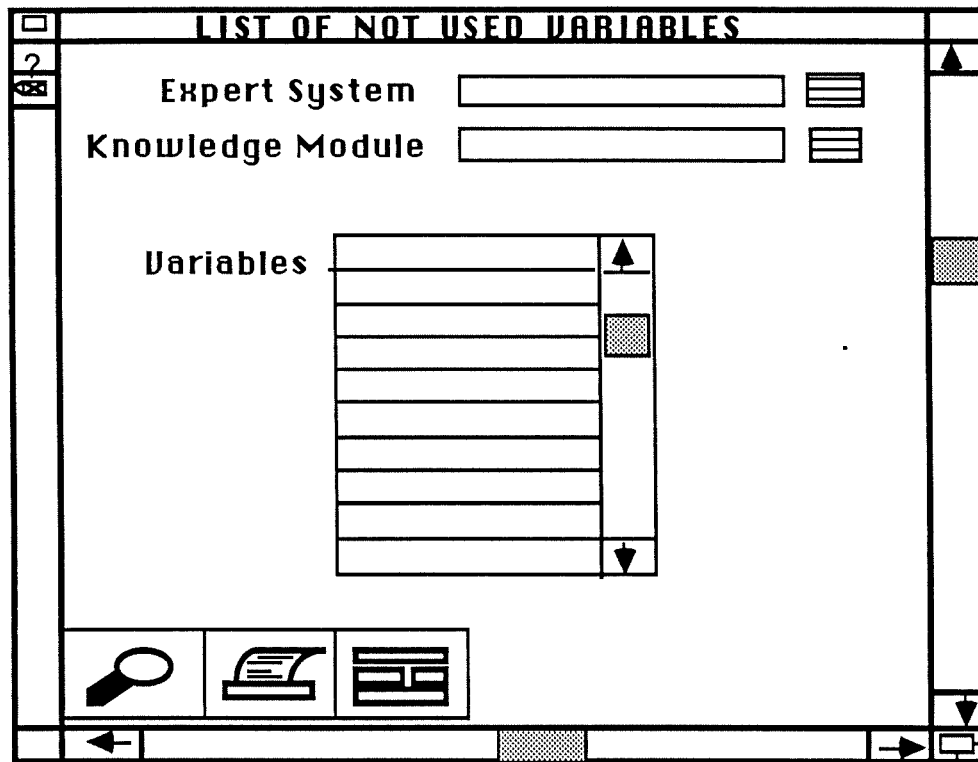 LIST OF NOT USED VARIABLES
?
Expert System
Knowledge Module
Variables